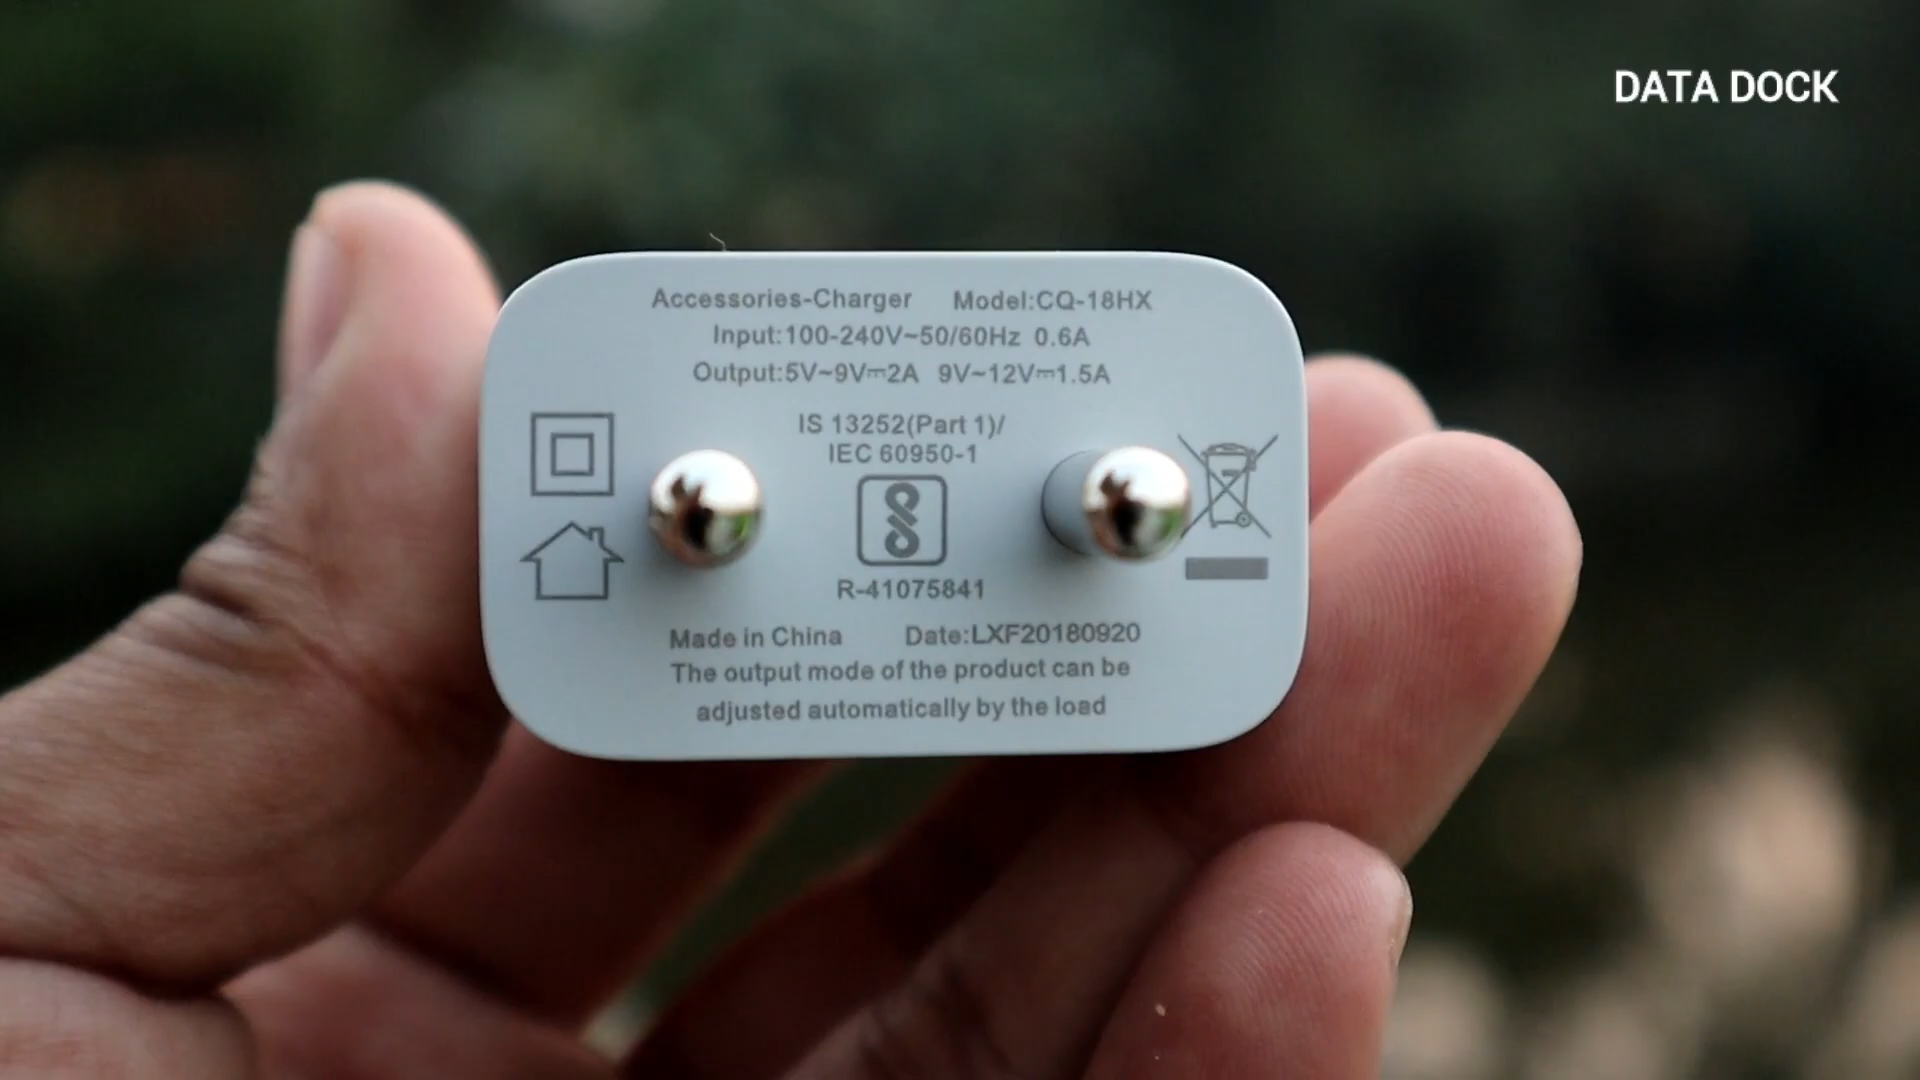 DATA DOCK
Accessories-Charger Model:CQ-18HX
Input:100-240V~50/60Hz 0.6A
Output:5V~9V⎓2A 9V~12V⎓1.5A
IS 13252(Part 1)/
IEC 60950-1
R-41075841
Made in China Date:LXF20180920
The output mode of the product can be
adjusted automatically by the load